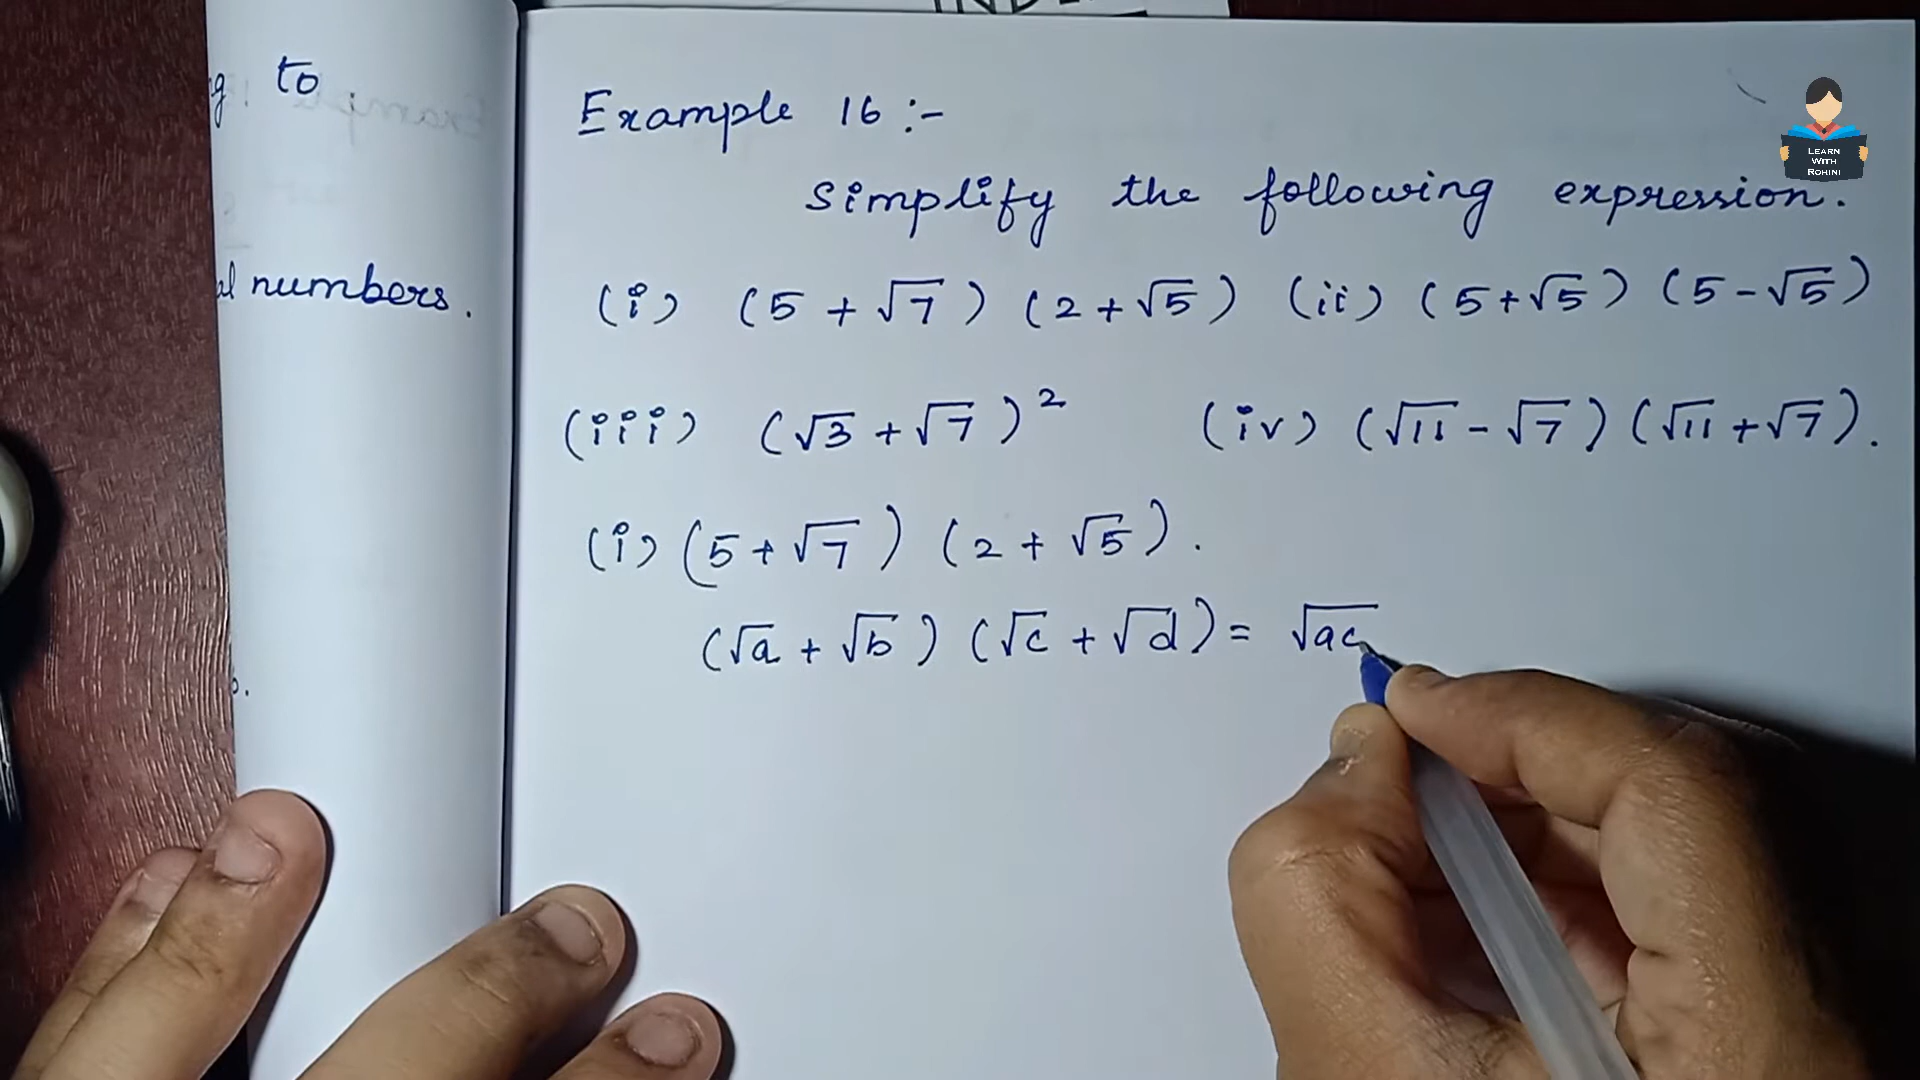 to
numbers.
Example 16 :-
Simplify the following expression.
(i) (5 + √7) (2 + √5) (ii) (5 + √5) (5 - √5)
(iii) (√3 + √7)² (iv) (√11 - √7) (√11 + √7).
(i) (5 + √7) (2 + √5).
(√a + √b) (√c + √d) = √ac
LEARN
WITH
ROHINI